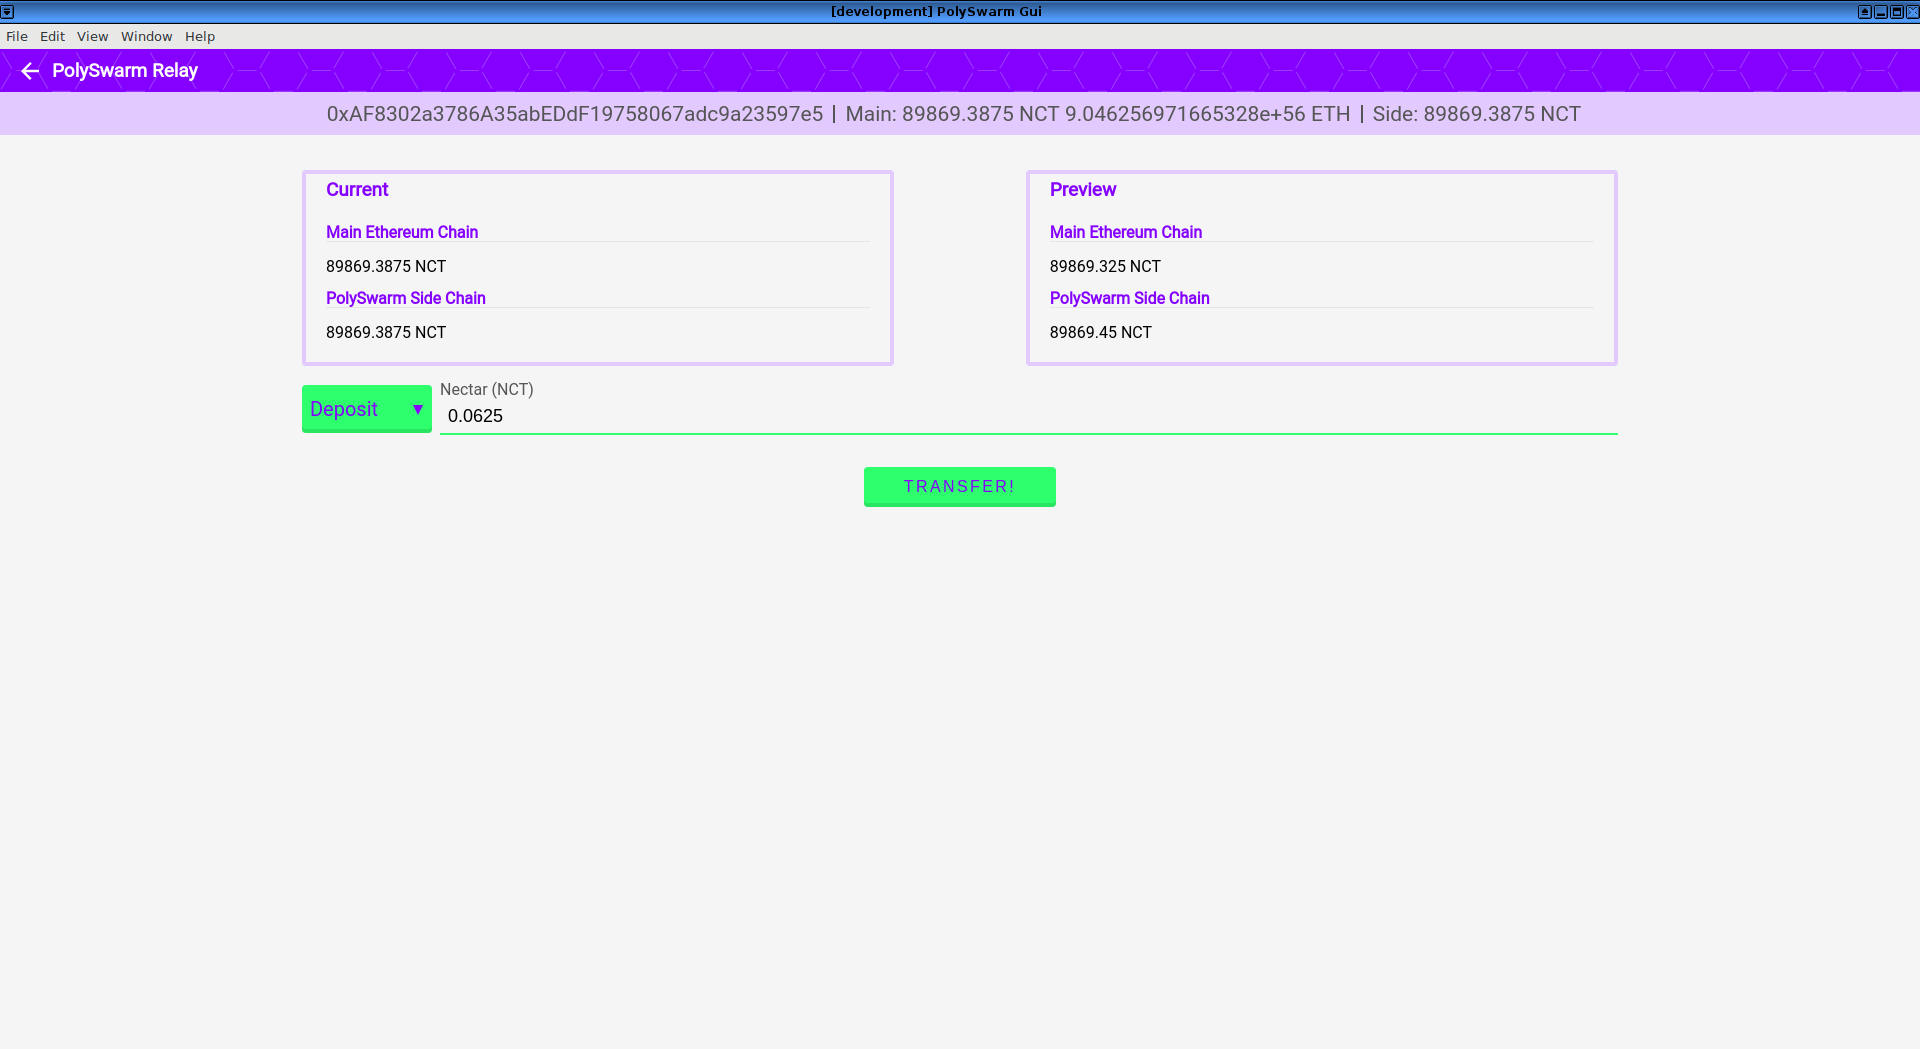 [development] PolySwarm Gui
File Edit View Window Help
PolySwarm Relay
0xAF8302a3786A35abEDdF19758067adc9a23597e5 | Main: 89869.3875 NCT 9.046256971665328e+56 ETH | Side: 89869.3875 NCT
Current
Main Ethereum Chain
89869.3875 NCT
PolySwarm Side Chain
89869.3875 NCT
Preview
Main Ethereum Chain
89869.325 NCT
PolySwarm Side Chain
89869.45 NCT
Deposit ▼
Nectar (NCT)
0.0625
TRANSFER!